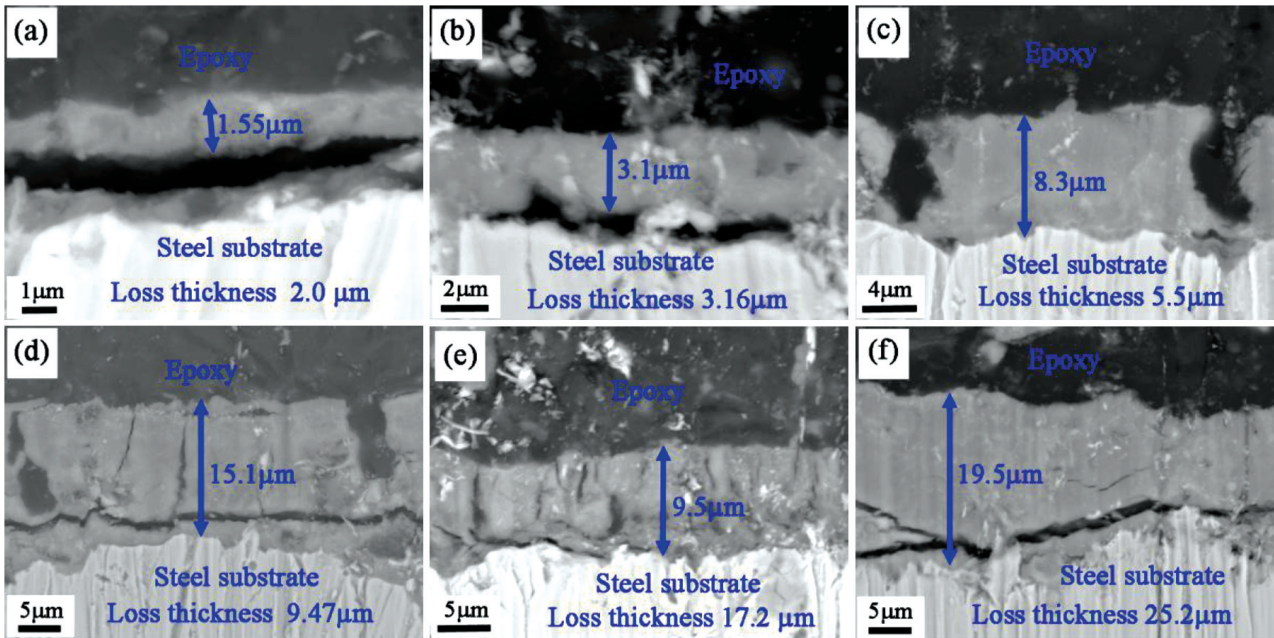 (a)
Epoxy
1.55μm
Steel substrate
1μm
Loss thickness 2.0 μm
(b)
Epoxy
3.1μm
Steel substrate
2μm
Loss thickness 3.16μm
(c)
Epoxy
8.3μm
Steel substrate
4μm
Loss thickness 5.5μm
(d)
Epoxy
15.1μm
Steel substrate
5μm
Loss thickness 9.47μm
(e)
Epoxy
9.5μm
Steel substrate
5μm
Loss thickness 17.2 μm
(f)
Epoxy
19.5μm
Steel substrate
5μm
Loss thickness 25.2μm